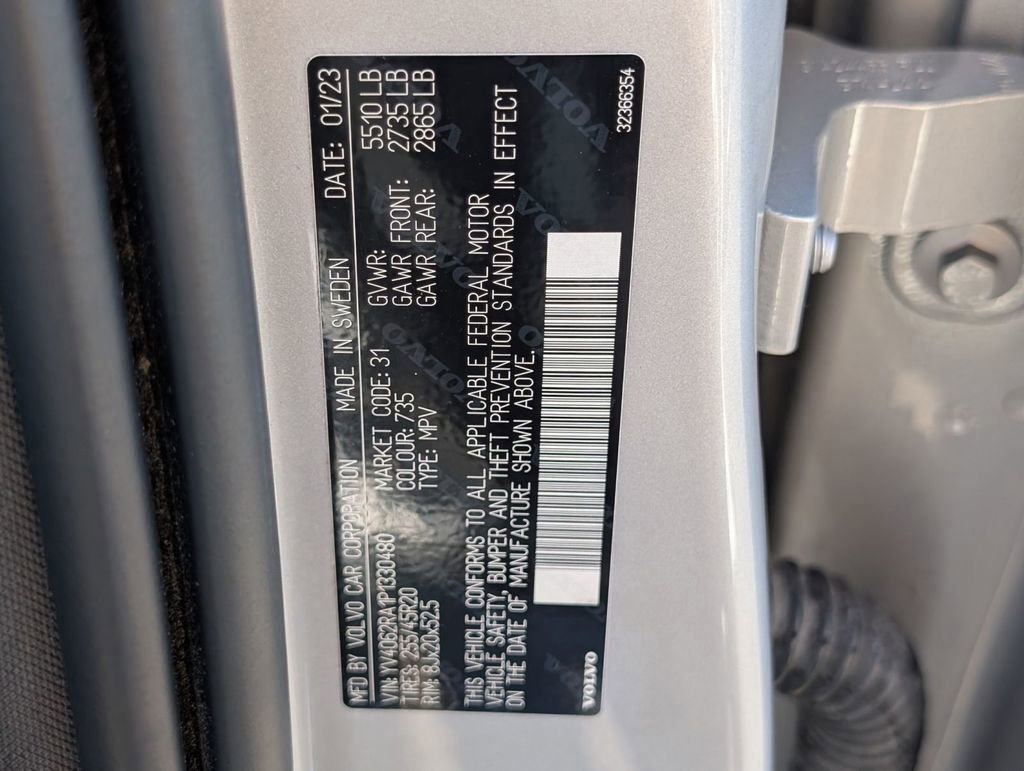 MFD BY VOLVO CAR CORPORATION MADE IN SWEDEN DATE: 01/23
VIN: YV4062RA1P1330480 MARKET CODE: 31 GVWR: 5510 LB
TIRES: 255/45R20 COLOUR: 735 GAWR FRONT: 2735 LB
RIM: 8Jx20x52.5 TYPE: MPV GAWR REAR: 2865 LB
THIS VEHICLE CONFORMS TO ALL APPLICABLE FEDERAL MOTOR
VEHICLE SAFETY, BUMPER AND THEFT PREVENTION STANDARDS IN EFFECT
ON THE DATE OF MANUFACTURE SHOWN ABOVE.
VOLVO
32366354